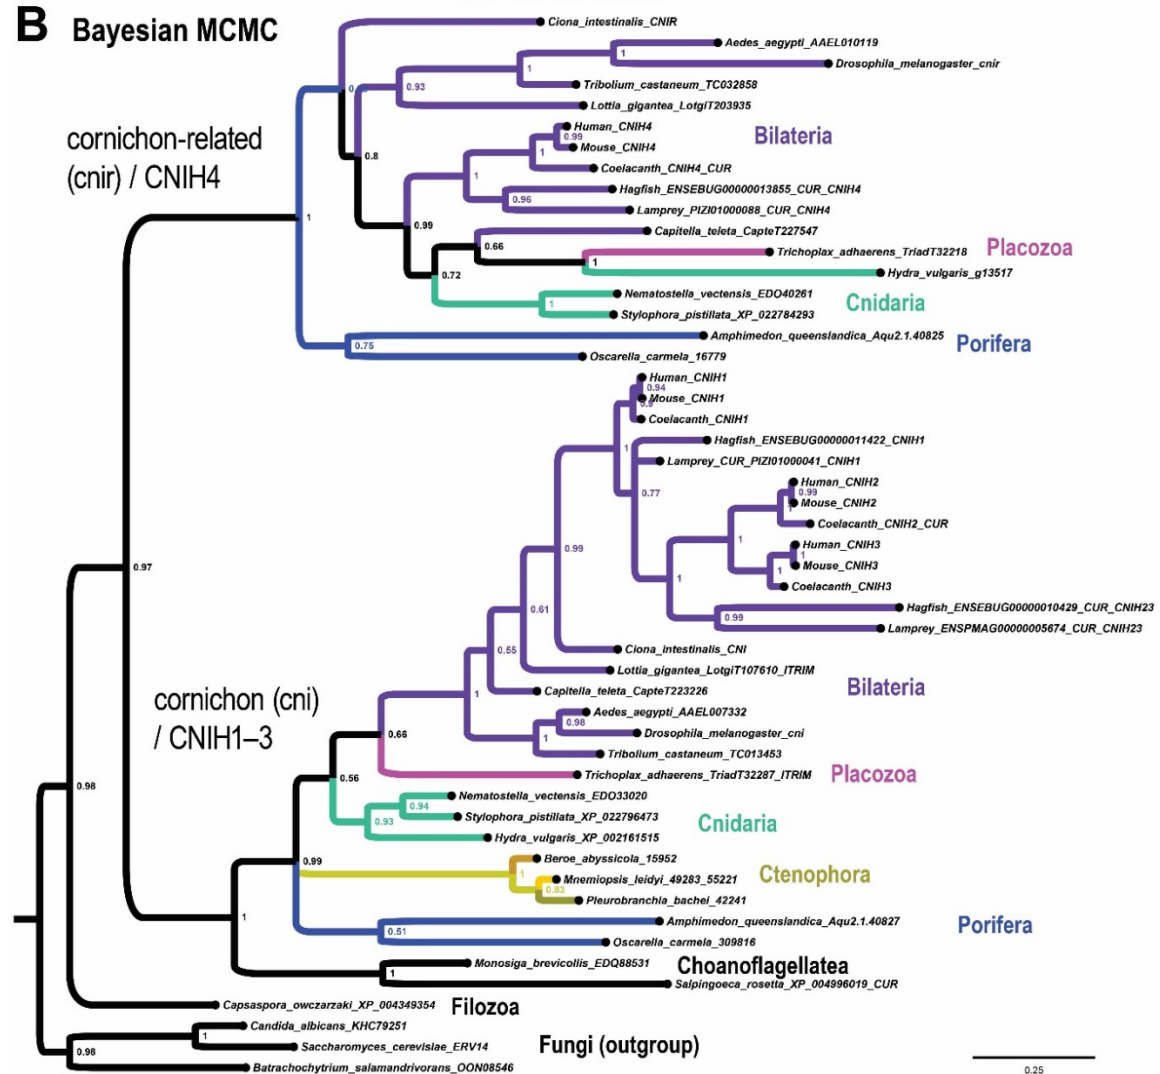 B Bayesian MCMC
Ciona_intestinalis_CNIR
Aedes_aegypti_AAEL010119
1
Drosophila_melanogaster_cnir
1
Tribolium_castaneum_TC032858
0.93
Lottia_gigantea_LotgiT203935
cornichon-related
(cnir) / CNIH4
Human_CNIH4
Bilateria
0.99
Mouse_CNIH4
0.8
1
Coelacanth_CNIH4_CUR
1
Hagfish_ENSEBUG00000013855_CUR_CNIH4
0.96
Lamprey_PIZI01000088_CUR_CNIH4
1
0.99
Capitella_teleta_CapteT227547
0.66
Trichoplax_adhaerens_TriadT32218
Placozoa
1
Hydra_vulgaris_g13517
0.72
Nematostella_vectensis_EDO40261
Cnidaria
1
Stylophora_pistillata_XP_022784293
Amphimedon_queenslandica_Aqu2.1.40825
Porifera
0.75
Oscarella_carmela_16779
Human_CNIH1
0.94
Mouse_CNIH1
Coelacanth_CNIH1
1
Hagfish_ENSEBUG00000011422_CNIH1
Lamprey_CUR_PIZI01000041_CNIH1
0.77
Human_CNIH2
0.99
Mouse_CNIH2
1
Coelacanth_CNIH2_CUR
1
Human_CNIH3
0.99
1
Mouse_CNIH3
1
1
Coelacanth_CNIH3
0.97
Hagfish_ENSEBUG00000010429_CUR_CNIH23
0.99
Lamprey_ENSPMAG00000005674_CUR_CNIH23
0.61
Ciona_intestinalis_CNI
0.55
Lottia_gigantea_LotgiT107610_ITRIM
Bilateria
1
Capitella_teleta_CapteT223226
cornichon (cni)
/ CNIH1–3
Aedes_aegypti_AAEL007332
0.98
Drosophila_melanogaster_cni
0.66
1
Tribolium_castaneum_TC013453
Trichoplax_adhaerens_TriadT32287_ITRIM
Placozoa
0.56
0.98
Nematostella_vectensis_EDO33020
0.94
Stylophora_pistillata_XP_022796473
Cnidaria
0.93
Hydra_vulgaris_XP_002161515
0.99
Beroe_abyssicola_15952
1
Mnemiopsis_leidyi_49283_55221
Ctenophora
0.83
Pleurobranchia_bachei_42241
1
Amphimedon_queenslandica_Aqu2.1.40827
Porifera
0.51
Oscarella_carmela_309816
Monosiga_brevicollis_EDQ88531
Choanoflagellatea
1
Salpingoeca_rosetta_XP_004996019_CUR
Capsaspora_owczarzaki_XP_004349354
Filozoa
Candida_albicans_KHC79251
1
Saccharomyces_cerevisiae_ERV14
Fungi (outgroup)
0.98
Batrachochytrium_salamandrivorans_OON08546
0.25